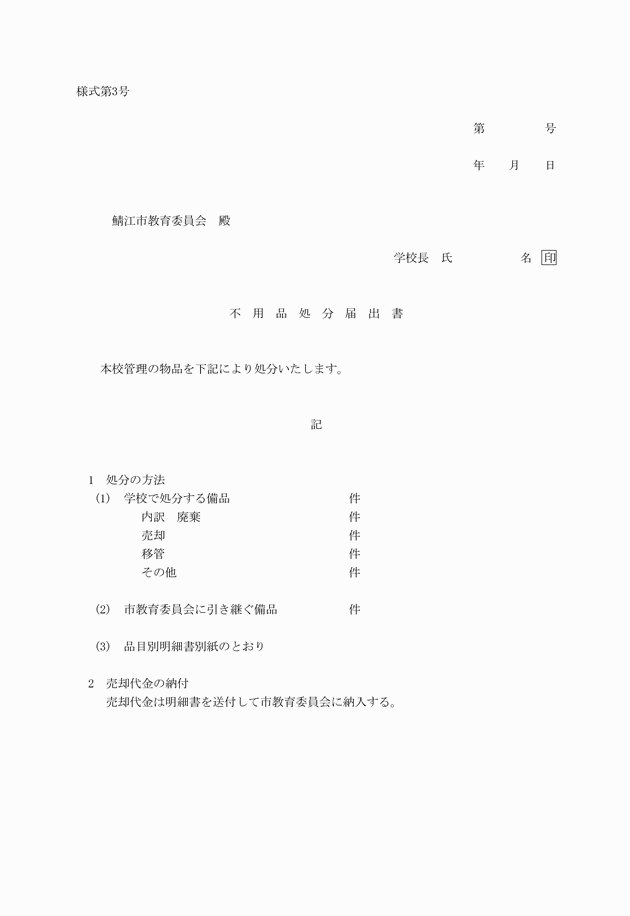 様式第3号
第　　　　　号
年　　月　　日
鯖江市教育委員会　殿
学校長　氏　　　　　　名　印
不　用　品　処　分　届　出　書
本校管理の物品を下記により処分いたします。
記
1　処分の方法
(1)　学校で処分する備品　　　　　　　　　　件
内訳　廃棄　　　　　　　　　　　　件
売却　　　　　　　　　　　　　　　件
移管　　　　　　　　　　　　　　　件
その他　　　　　　　　　　　　　　件
(2)　市教育委員会に引き継ぐ備品　　　　　　件
(3)　品目別明細書別紙のとおり
2　売却代金の納付
売却代金は明細書を送付して市教育委員会に納入する。